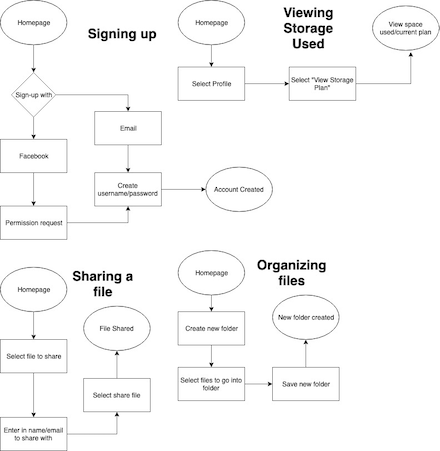 Homepage
Signing up
Sign-up with
Email
Facebook
Create
username/password
Account Created
Permission request
Homepage
Viewing
Storage
Used
View space
used/current plan
Select Profile
Select "View Storage
Plan"
Sharing a
file
Homepage
File Shared
Select file to share
Select share file
Enter in name/email
to share with
Homepage
Organizing
files
Create new folder
New folder created
Select files to go into
folder
Save new folder